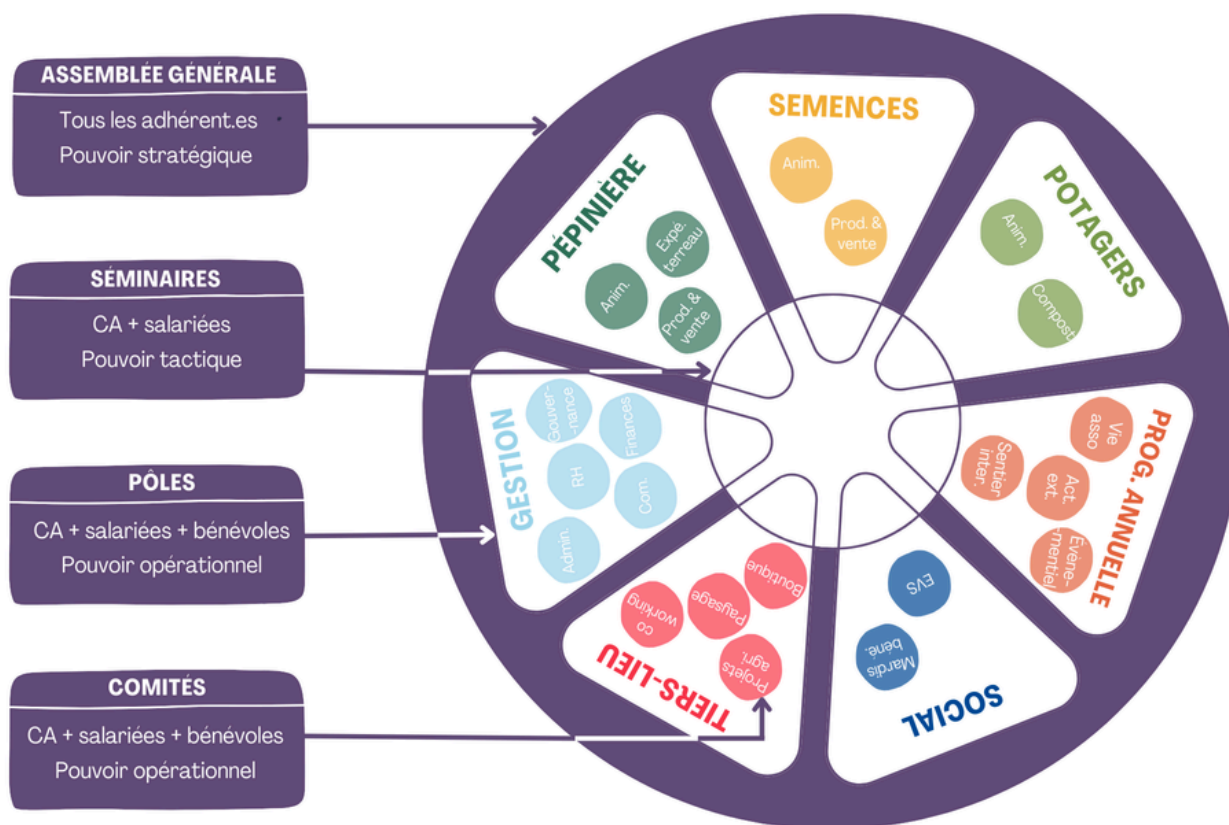 ASSEMBLÉE GÉNÉRALE
Tous les adhérent.es
Pouvoir stratégique
SÉMINAIRES
CA + salariées
Pouvoir tactique
PÔLES
CA + salariées + bénévoles
Pouvoir opérationnel
COMITÉS
CA + salariées + bénévoles
Pouvoir opérationnel
SEMENCES
Anim.
Prod. &
vente
POTAGERS
Anim.
Compost
PROG. ANNUELLE
Vie
asso
Sentier
inter.
Act.
ext.
Évène-
-mentiel
SOCIAL
EVS
Mardis
béné.
TIERS-LIEU
Boutique
Paysage
co
working
Projets
agri.
GESTION
Gouver-
-nance
Finances
RH
Com.
Admin.
PÉPINIÈRE
Expé.
terreau
Anim.
Prod. &
vente